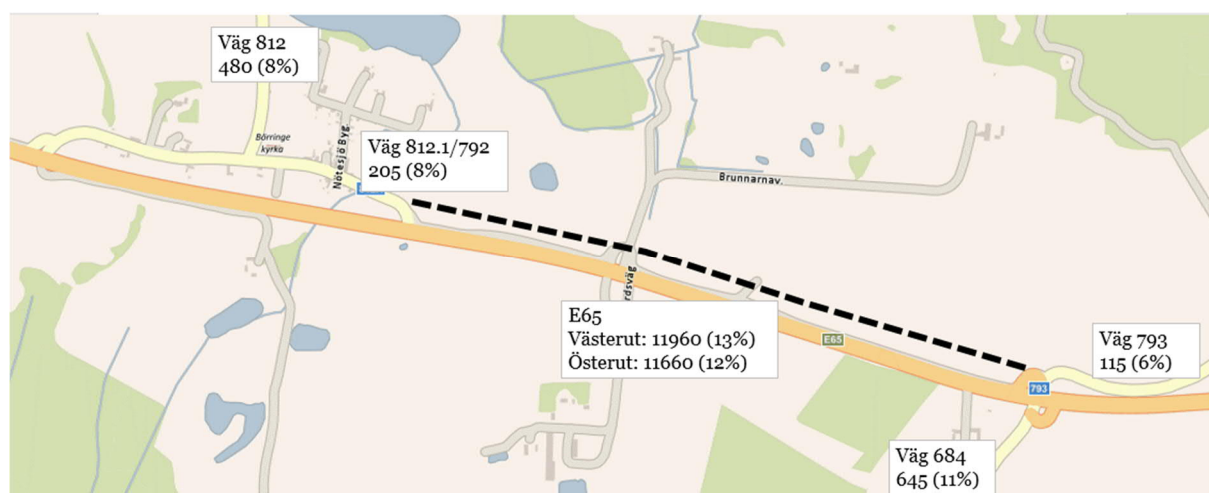 Väg 812
480 (8%)
Börringe
kyrka
Nötesjö Byg.
Väg 812.1/792
205 (8%)
Brunnarnav.
rdsväg
E65
Västerut: 11960 (13%)
Österut: 11660 (12%)
E65
Väg 793
115 (6%)
793
Väg 684
645 (11%)